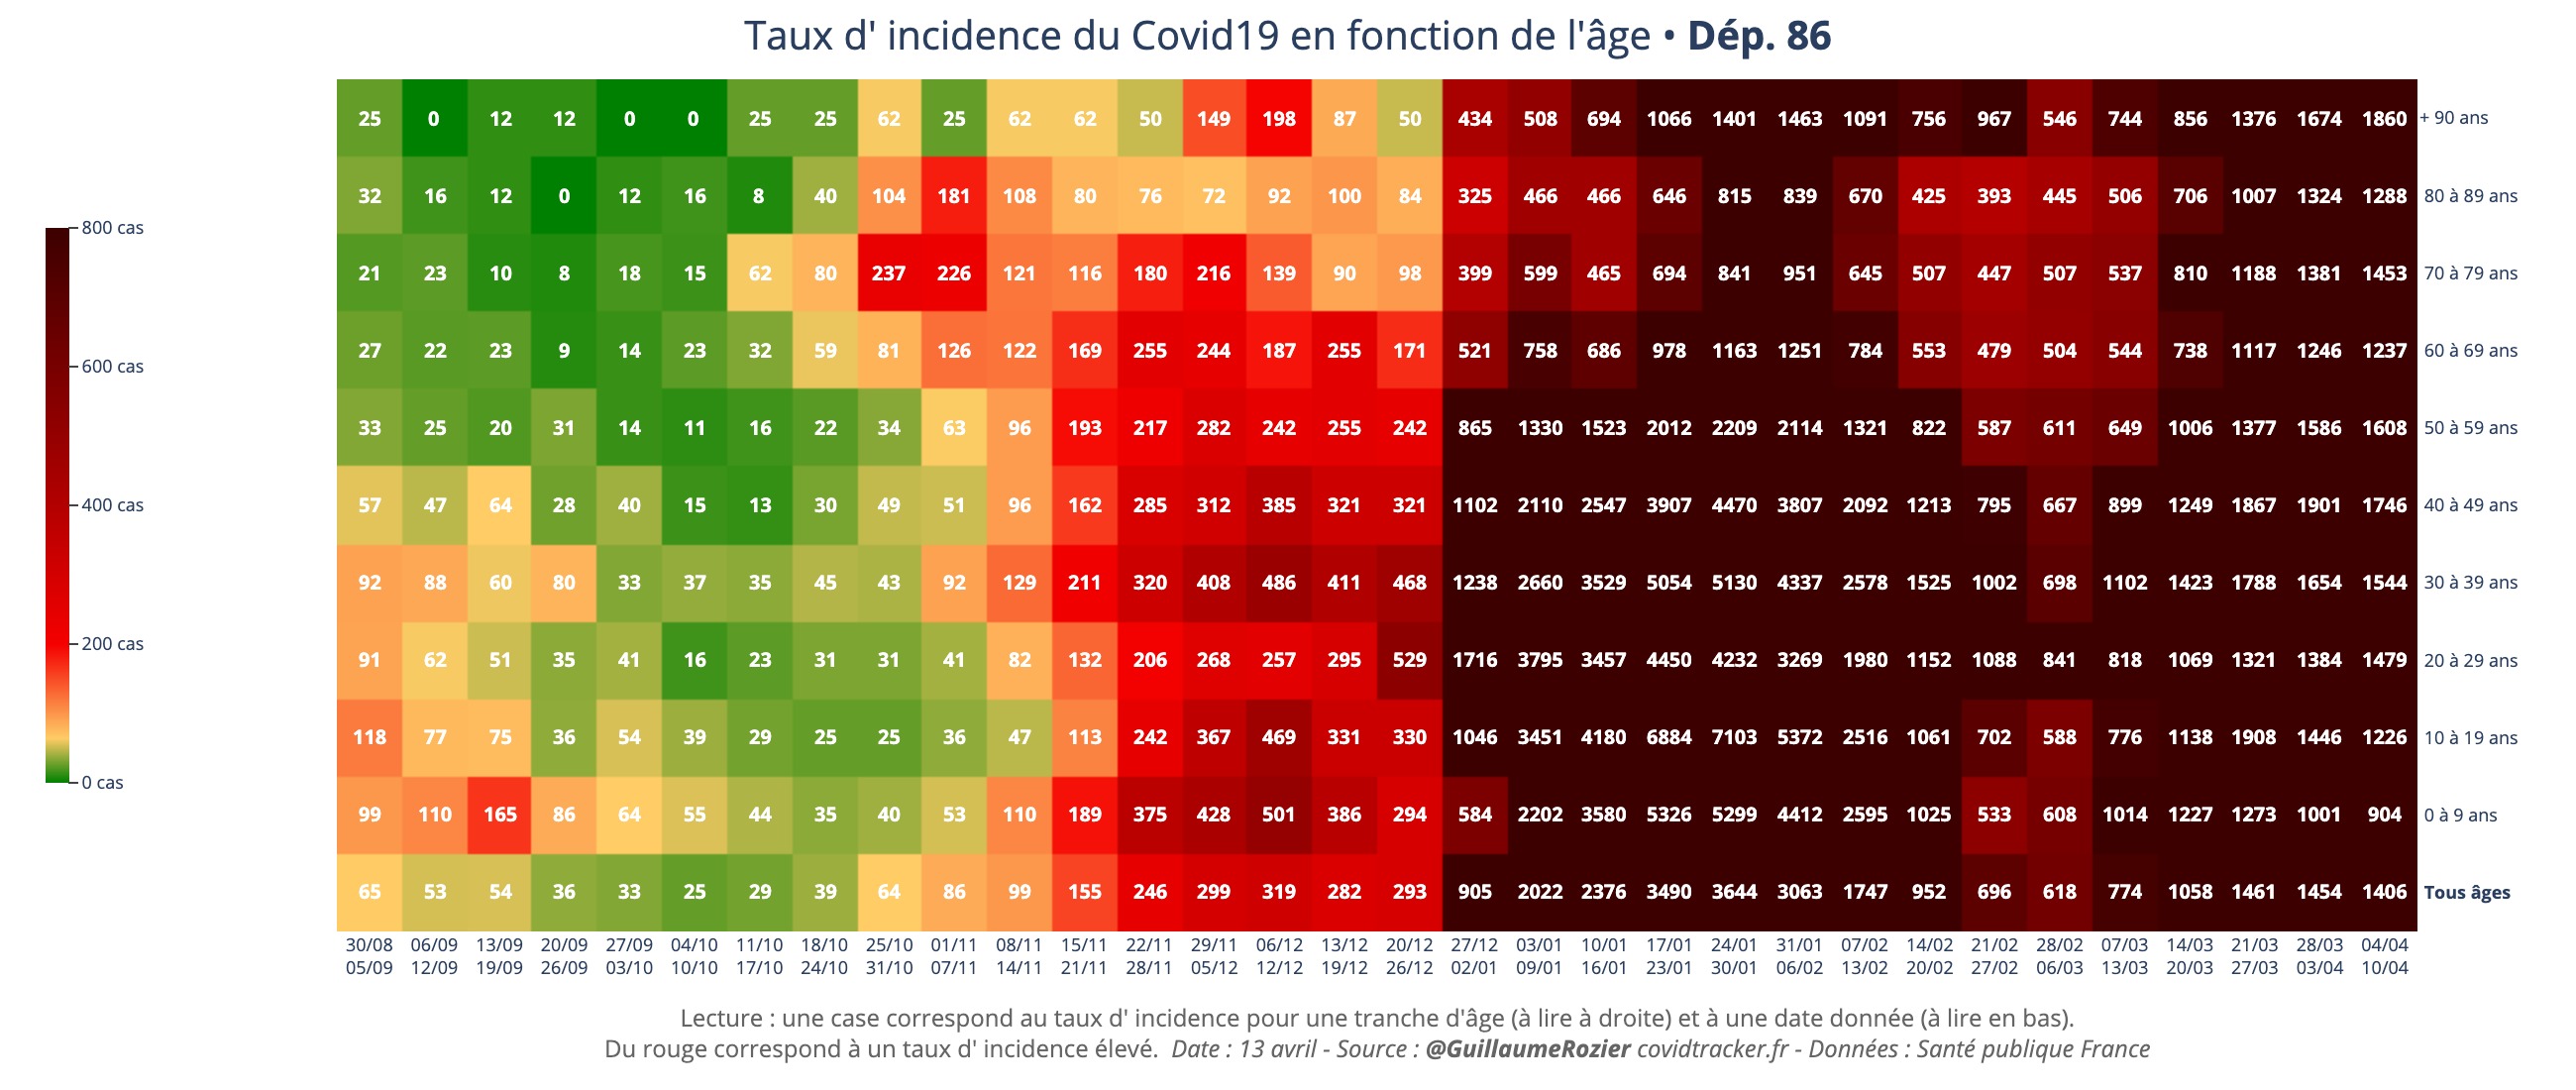 Taux d' incidence du Covid19 en fonction de l'âge • Dép. 86
800 cas
600 cas
400 cas
200 cas
0 cas
25 0 12 12 0 0 25 25 62 25 62 62 50 149 198 87 50 434 508 694 1066 1401 1463 1091 756 967 546 744 856 1376 1674 1860 + 90 ans
32 16 12 0 12 16 8 40 104 181 108 80 76 72 92 100 84 325 466 466 646 815 839 670 425 393 445 506 706 1007 1324 1288 80 à 89 ans
21 23 10 8 18 15 62 80 237 226 121 116 180 216 139 90 98 399 599 465 694 841 951 645 507 447 507 537 810 1188 1381 1453 70 à 79 ans
27 22 23 9 14 23 32 59 81 126 122 169 255 244 187 255 171 521 758 686 978 1163 1251 784 553 479 504 544 738 1117 1246 1237 60 à 69 ans
33 25 20 31 14 11 16 22 34 63 96 193 217 282 242 255 242 865 1330 1523 2012 2209 2114 1321 822 587 611 649 1006 1377 1586 1608 50 à 59 ans
57 47 64 28 40 15 13 30 49 51 96 162 285 312 385 321 321 1102 2110 2547 3907 4470 3807 2092 1213 795 667 899 1249 1867 1901 1746 40 à 49 ans
92 88 60 80 33 37 35 45 43 92 129 211 320 408 486 411 468 1238 2660 3529 5054 5130 4337 2578 1525 1002 698 1102 1423 1788 1654 1544 30 à 39 ans
91 62 51 35 41 16 23 31 31 41 82 132 206 268 257 295 529 1716 3795 3457 4450 4232 3269 1980 1152 1088 841 818 1069 1321 1384 1479 20 à 29 ans
118 77 75 36 54 39 29 25 25 36 47 113 242 367 469 331 330 1046 3451 4180 6884 7103 5372 2516 1061 702 588 776 1138 1908 1446 1226 10 à 19 ans
99 110 165 86 64 55 44 35 40 53 110 189 375 428 501 386 294 584 2202 3580 5326 5299 4412 2595 1025 533 608 1014 1227 1273 1001 904 0 à 9 ans
65 53 54 36 33 25 29 39 64 86 99 155 246 299 319 282 293 905 2022 2376 3490 3644 3063 1747 952 696 618 774 1058 1461 1454 1406 Tous âges
30/08 06/09 13/09 20/09 27/09 04/10 11/10 18/10 25/10 01/11 08/11 15/11 22/11 29/11 06/12 13/12 20/12 27/12 03/01 10/01 17/01 24/01 31/01 07/02 14/02 21/02 28/02 07/03 14/03 21/03 28/03 04/04
05/09 12/09 19/09 26/09 03/10 10/10 17/10 24/10 31/10 07/11 14/11 21/11 28/11 05/12 12/12 19/12 26/12 02/01 09/01 16/01 23/01 30/01 06/02 13/02 20/02 27/02 06/03 13/03 20/03 27/03 03/04 10/04
Lecture : une case correspond au taux d' incidence pour une tranche d'âge (à lire à droite) et à une date donnée (à lire en bas).
Du rouge correspond à un taux d' incidence élevé. Date : 13 avril - Source : @GuillaumeRozier covidtracker.fr - Données : Santé publique France